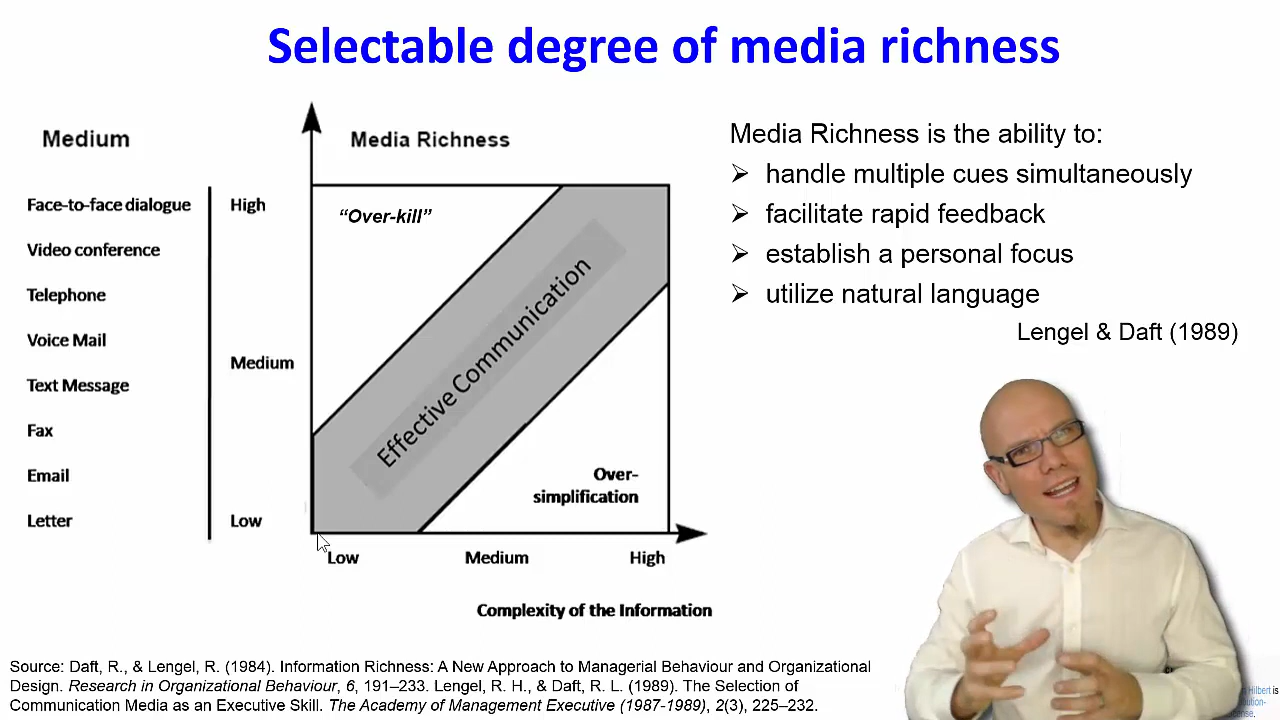 Selectable degree of media richness
Medium
Media Richness
Face-to-face dialogue
Video conference
Telephone
Voice Mail
Text Message
Fax
Email
Letter
High
Medium
Low
“Over-kill”
Effective Communication
Over-
simplification
Low
Medium
High
Complexity of the Information
Media Richness is the ability to:
➢ handle multiple cues simultaneously
➢ facilitate rapid feedback
➢ establish a personal focus
➢ utilize natural language
Lengel & Daft (1989)
Source: Daft, R., & Lengel, R. (1984). Information Richness: A New Approach to Managerial Behaviour and Organizational
Design. Research in Organizational Behaviour, 6, 191–233. Lengel, R. H., & Daft, R. L. (1989). The Selection of
Communication Media as an Executive Skill. The Academy of Management Executive (1987-1989), 2(3), 225–232.
Hilbert is